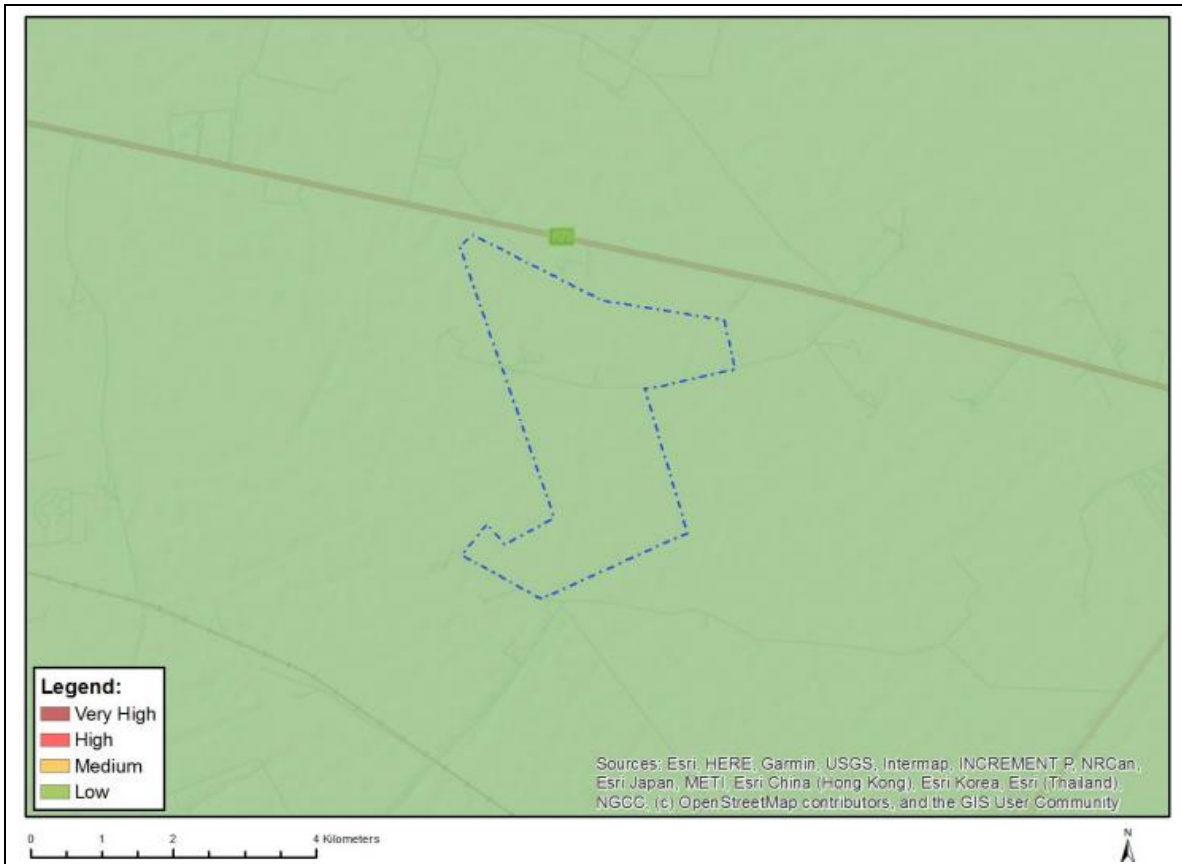 Legend:
Very High
High
Medium
Low
Sources: Esri, HERE, Garmin, USGS, Intermap, INCREMENT P, NRCan,
Esri Japan, METI, Esri China (Hong Kong), Esri Korea, Esri (Thailand),
NGCC, (c) OpenStreetMap contributors, and the GIS User Community
0 1 2 4 Kilometers
N